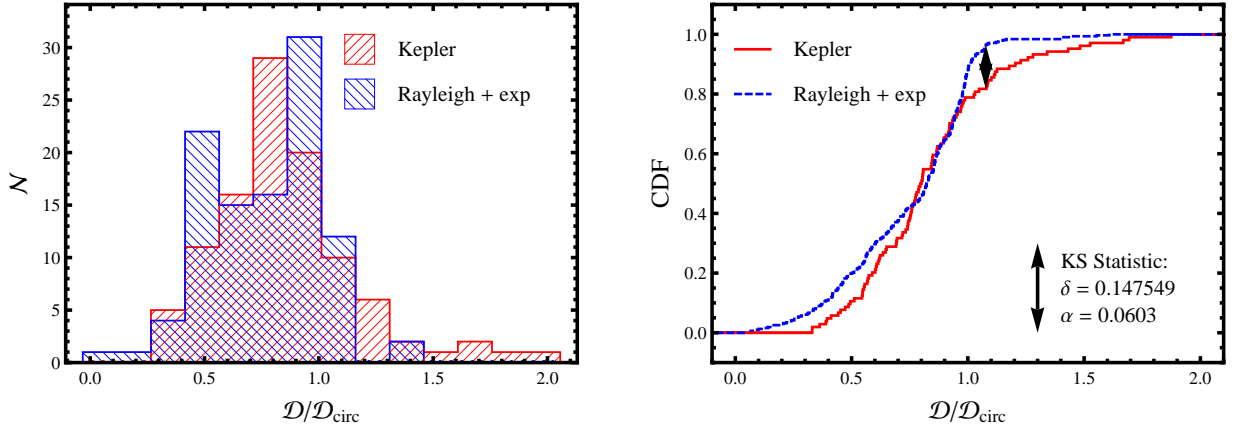 30
25
20
15
10
5
0
𝒩
Kepler
Rayleigh + exp
0.0 0.5 1.0 1.5 2.0
𝒟/𝒟circ
1.0
0.8
0.6
0.4
0.2
0.0
CDF
Kepler
Rayleigh + exp
KS Statistic:
δ = 0.147549
α = 0.0603
0.0 0.5 1.0 1.5 2.0
𝒟/𝒟circ